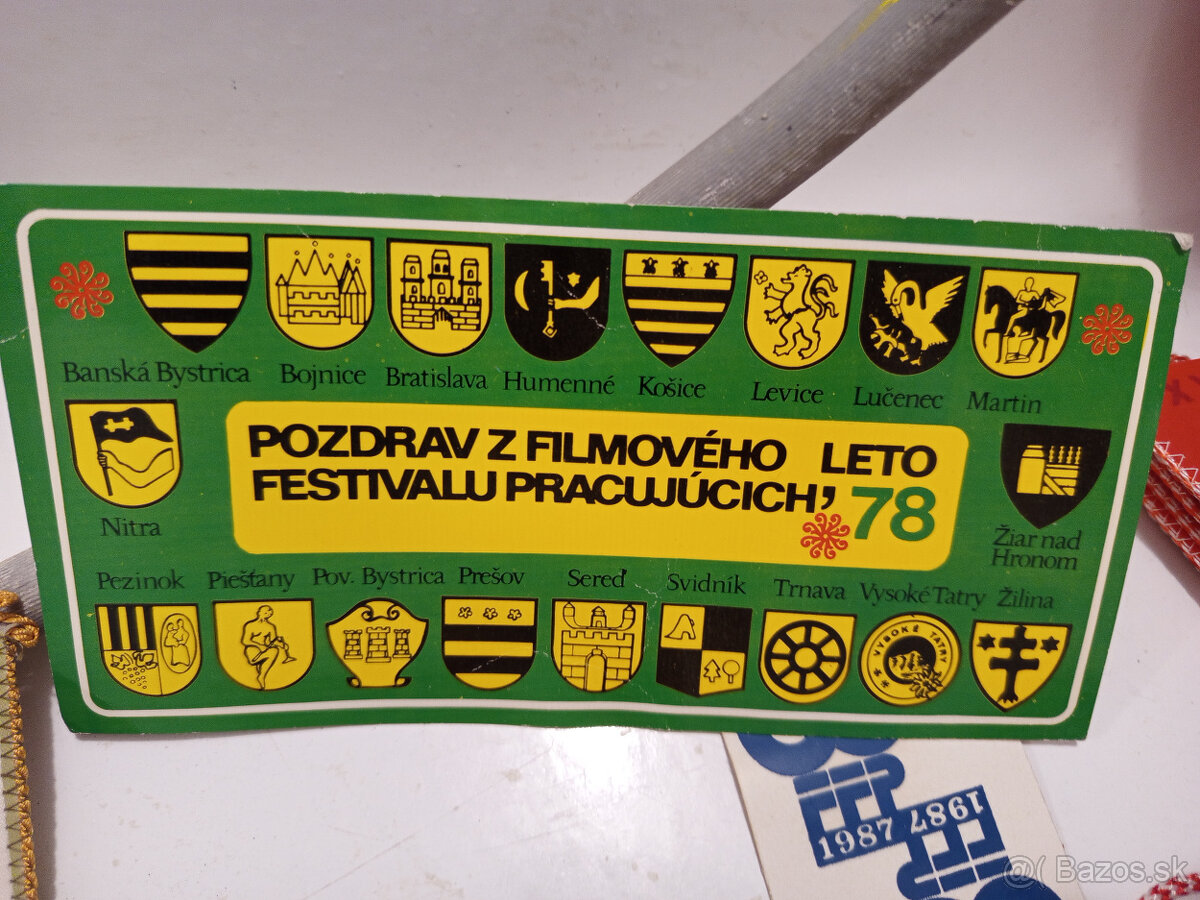 Banská Bystrica
Bojnice
Bratislava
Humenné
Košice
Levice
Lučenec
Martin
Nitra
POZDRAV Z FILMOVÉHO LETO
FESTIVALU PRACUJÚCICH ’78
Žiar nad
Hronom
Pezinok
Piešťany
Pov. Bystrica
Prešov
Sereď
Svidník
Trnava
Vysoké Tatry
Žilina
VYSOKÉ TATRY
1987 1987
@( Bazos.sk